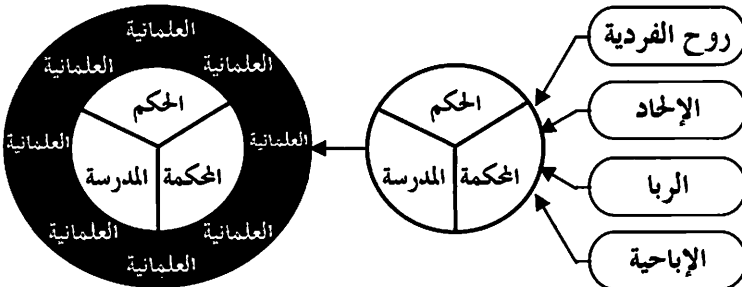 روح الفردية
الإلحاد
الربا
الإباحية
الحكم
المحكمة
المدرسة
العلمانية
العلمانية
العلمانية
العلمانية
العلمانية
العلمانية
العلمانية
العلمانية
الحكم
المحكمة
المدرسة